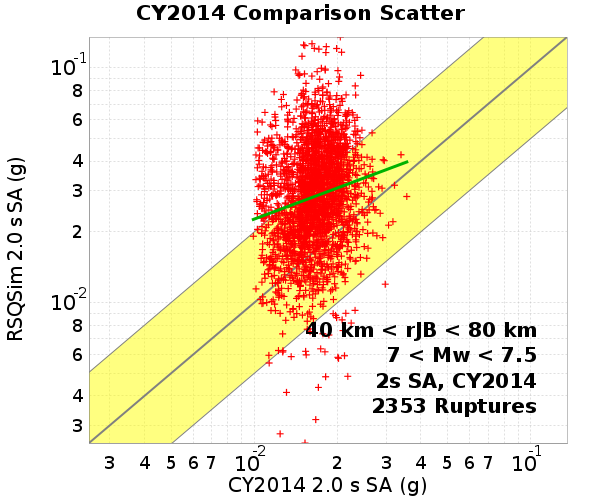 CY2014 Comparison Scatter
RSQSim 2.0 s SA (g)
10-1
8
6
4
3
2
10-2
8
6
4
3
40 km < rJB < 80 km
7 < Mw < 7.5
2s SA, CY2014
2353 Ruptures
3 4 5 6 7 10-2 2 3 4 5 6 7 10-1
CY2014 2.0 s SA (g)